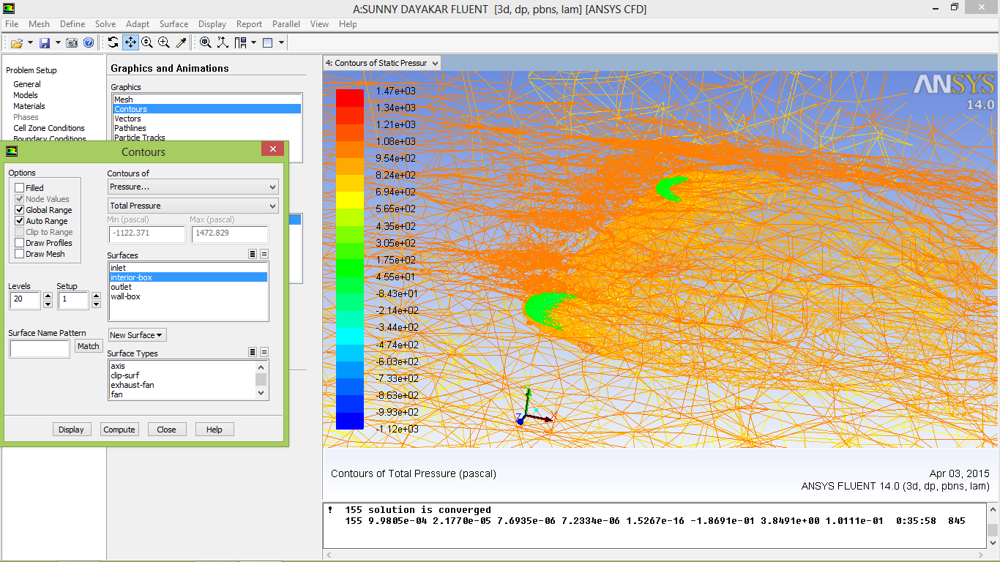 A:SUNNY DAYAKAR FLUENT [3d, dp, pbns, lam] [ANSYS CFD]
File Mesh Define Solve Adapt Surface Display Report Parallel View Help
Problem Setup
General
Models
Materials
Phases
Cell Zone Conditions
Boundary Conditions
Graphics and Animations
Graphics
Mesh
Contours
Vectors
Pathlines
Particle Tracks
Contours
Options
Filled
Node Values
Global Range
Auto Range
Clip to Range
Draw Profiles
Draw Mesh
Levels
20
Setup
1
Surface Name Pattern
Match
Contours of
Pressure...
Total Pressure
Min (pascal)
Max (pascal)
-1122.371
1472.829
Surfaces
inlet
interior-box
outlet
wall-box
New Surface
Surface Types
axis
clip-surf
exhaust-fan
fan
Display
Compute
Close
Help
4: Contours of Static Pressur
ANSYS
14.0
1.47e+03
1.34e+03
1.21e+03
1.08e+03
9.54e+02
8.24e+02
6.94e+02
5.65e+02
4.35e+02
3.05e+02
1.75e+02
4.55e+01
-8.43e+01
-2.14e+02
-3.44e+02
-4.74e+02
-6.03e+02
-7.33e+02
-8.63e+02
-9.93e+02
-1.12e+03
Z
Contours of Total Pressure (pascal)
Apr 03, 2015
ANSYS FLUENT 14.0 (3d, dp, pbns, lam)
! 155 solution is converged
155 9.9805e-04 2.1770e-05 7.6935e-06 7.2334e-06 1.5267e-16 -1.8691e-01 3.8491e+00 1.0111e-01 0:35:58 845